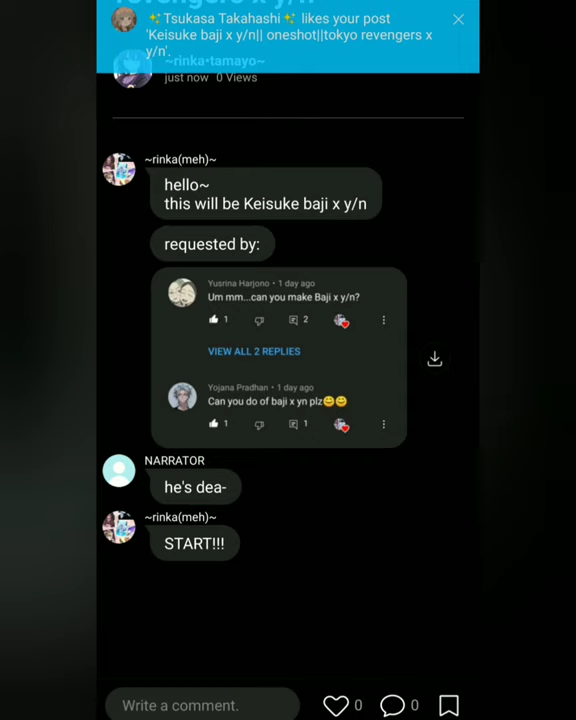 revengers x y/n
✨Tsukasa Takahashi✨ likes your post
'Keisuke baji x y/n|| oneshot||tokyo revengers x
y/n'.
~rinka•tamayo~
just now 0 Views
~rinka(meh)~
hello~
this will be Keisuke baji x y/n
requested by:
Yusrina Harjono • 1 day ago
Um mm...can you make Baji x y/n?
1 2
VIEW ALL 2 REPLIES
Yojana Pradhan • 1 day ago
Can you do of baji x yn plz😊😊
1 1
NARRATOR
he's dea-
~rinka(meh)~
START!!!
Write a comment. 0 0